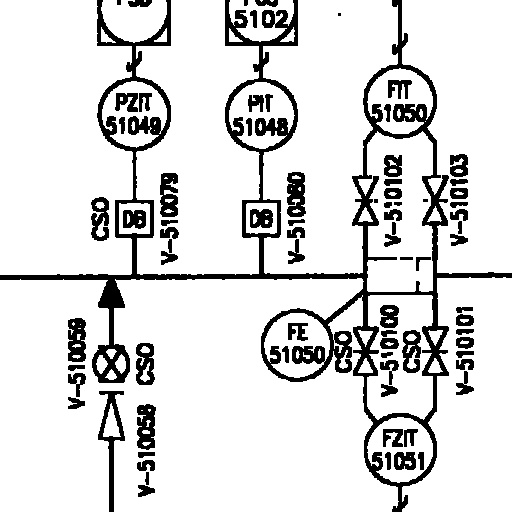 5102
PZIT
51049
PIT
51048
FIT
51050
CSO
DB
V-510079
DB
V-510080
V-510102
V-510103
V-510059
CSO
V-510058
FE
51050
CSO
V-510100
CSO
V-510101
FZIT
51051